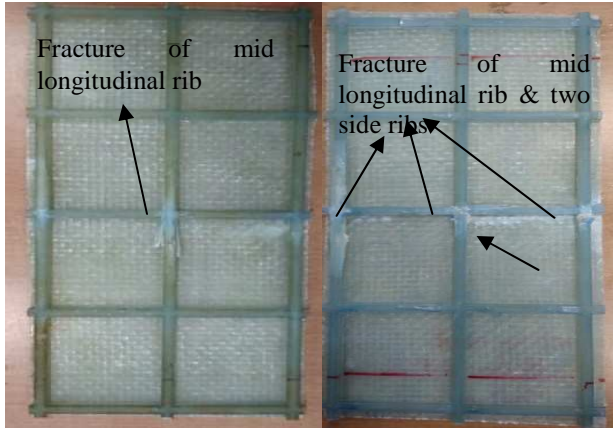 Fracture of mid
longitudinal rib
Fracture of mid
longitudinal rib & two
side ribs